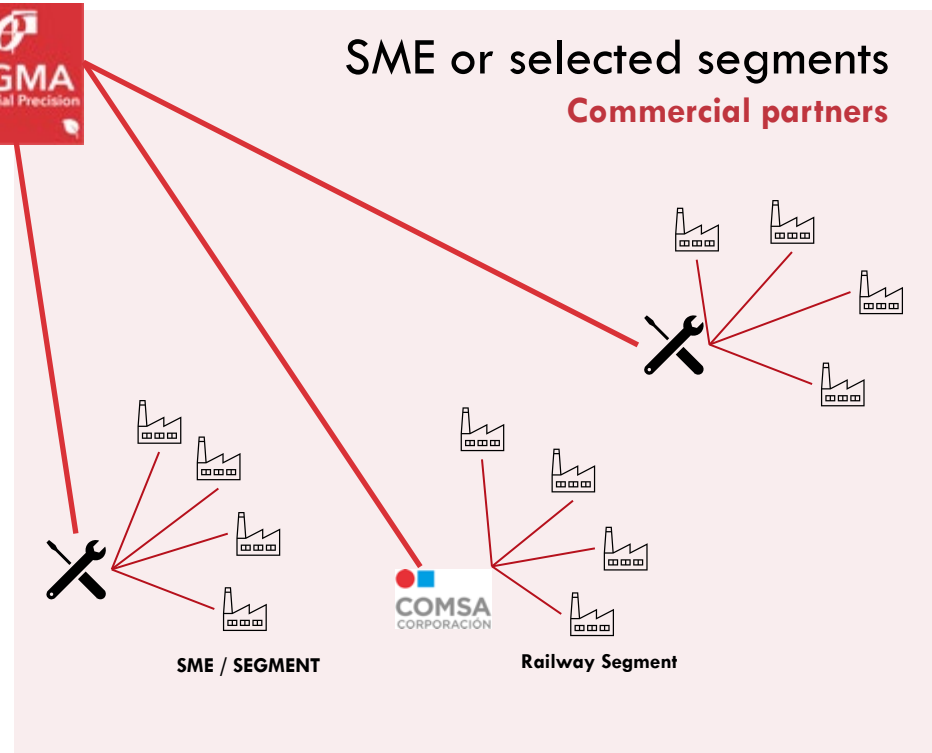 SME or selected segments
Commercial partners
GMA
ial Precision
COMSA
CORPORACIÓN
SME / SEGMENT
Railway Segment